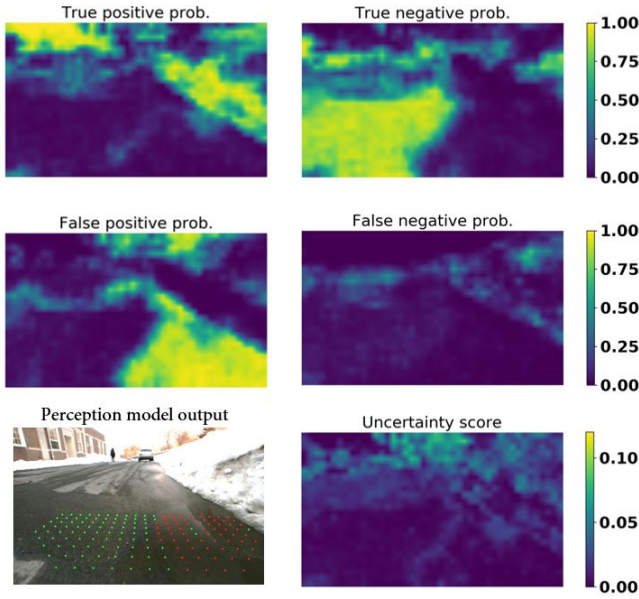 True positive prob.
True negative prob.
1.00
0.75
0.50
0.25
0.00
False positive prob.
False negative prob.
1.00
0.75
0.50
0.25
0.00
Perception model output
Uncertainty score
0.10
0.05
0.00